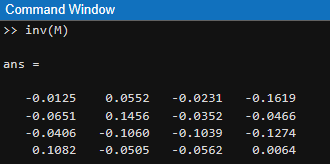 Command Window
>> inv(M)
ans =
-0.0125 0.0552 -0.0231 -0.1619
-0.0651 0.1456 -0.0352 -0.0466
-0.0406 -0.1060 -0.1039 -0.1274
0.1082 -0.0505 -0.0562 0.0064